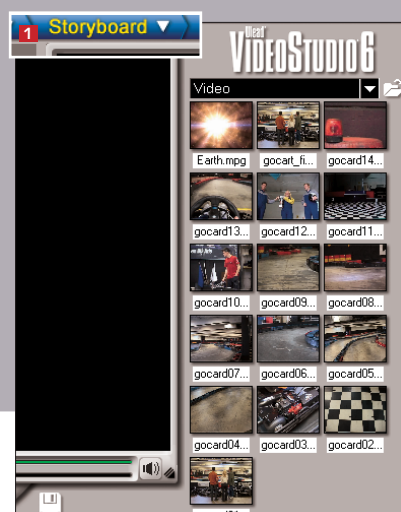 1 Storyboard
Ulead
VIDEOSTUDIO 6
Video
Earth.mpg gocart_fi... gocard14...
gocard13... gocard12... gocard11...
gocard10... gocard09... gocard08...
gocard07... gocard06... gocard05...
gocard04... gocard03... gocard02...